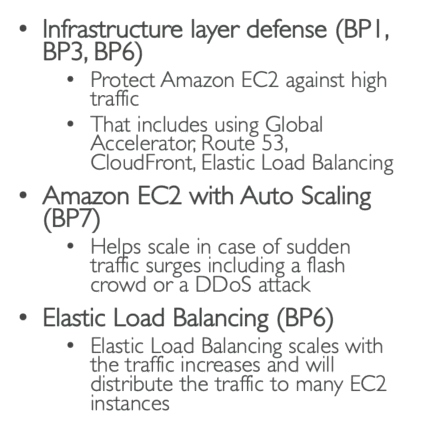 • Infrastructure layer defense (BP1,
BP3, BP6)
• Protect Amazon EC2 against high
traffic
• That includes using Global
Accelerator, Route 53,
CloudFront, Elastic Load Balancing
• Amazon EC2 with Auto Scaling
(BP7)
• Helps scale in case of sudden
traffic surges including a flash
crowd or a DDoS attack
• Elastic Load Balancing (BP6)
• Elastic Load Balancing scales with
the traffic increases and will
distribute the traffic to many EC2
instances